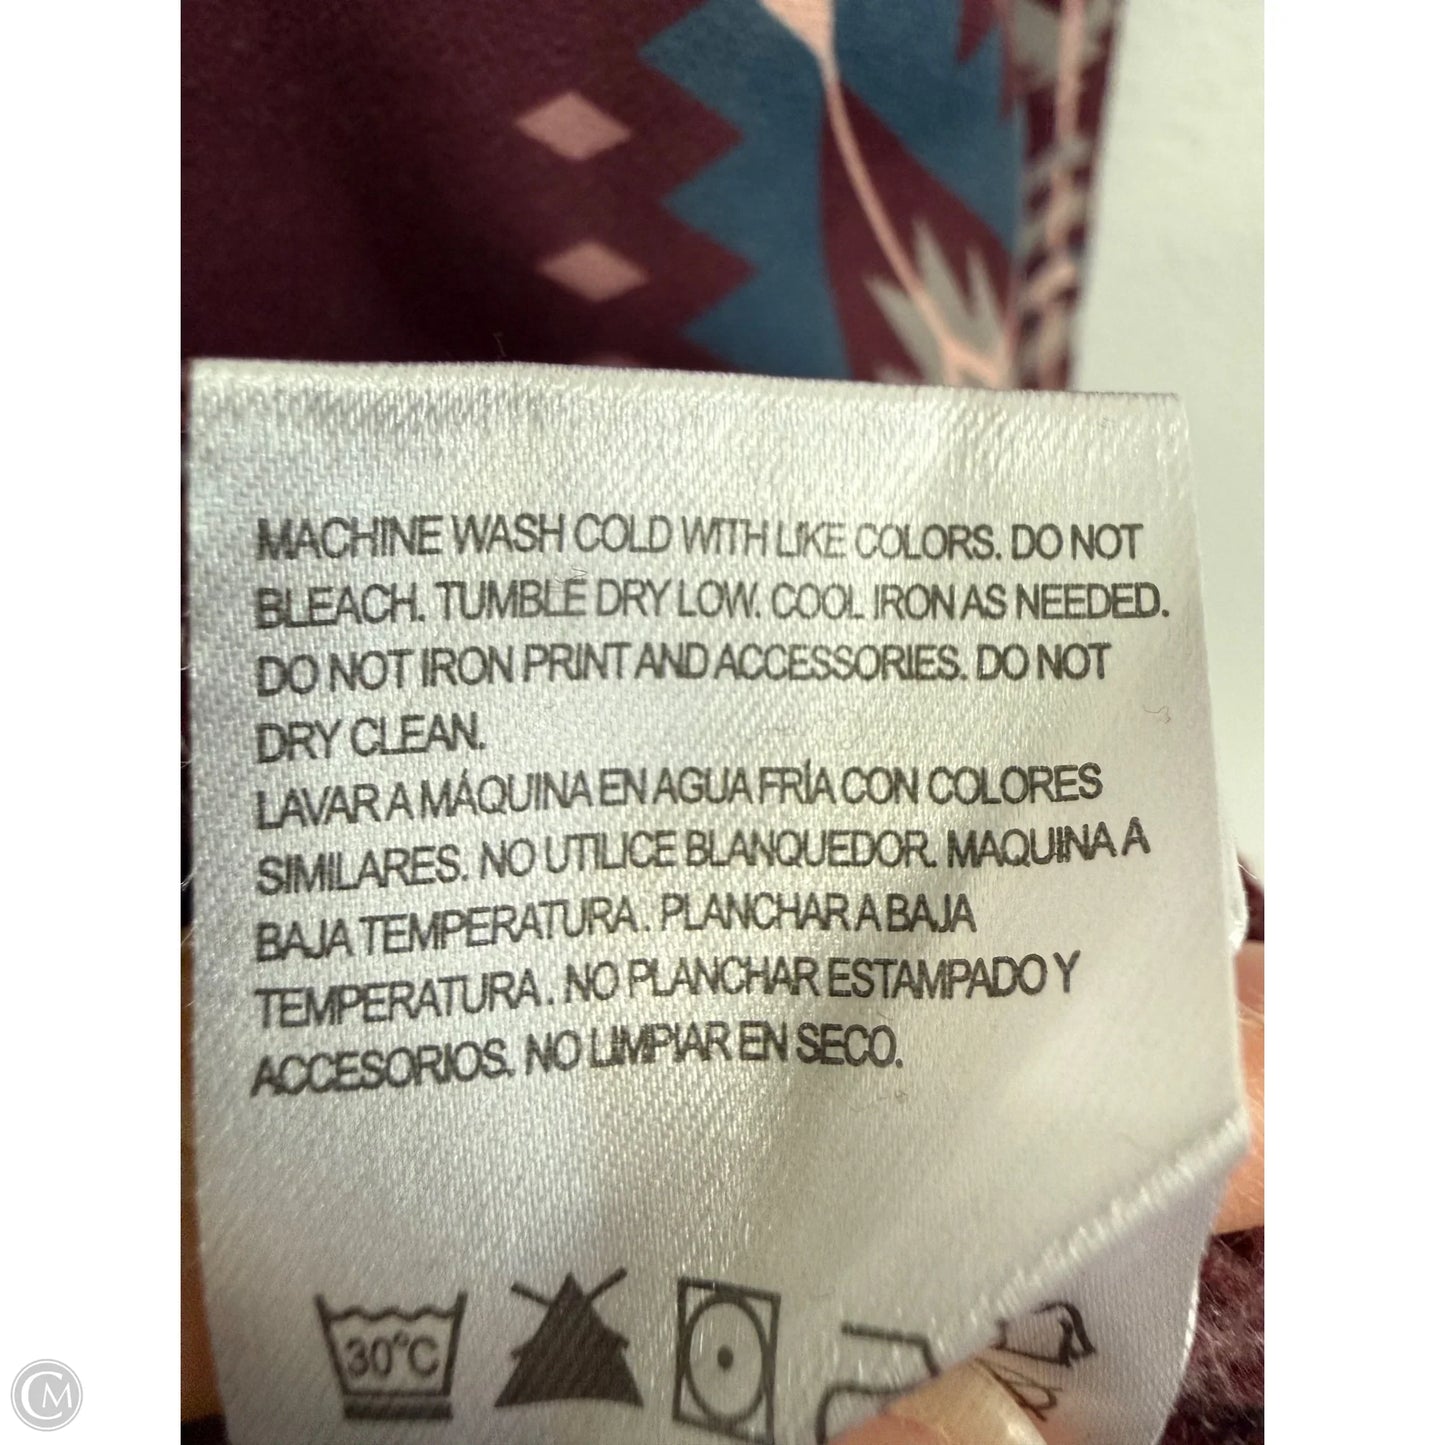 MACHINE WASH COLD WITH LIKE COLORS. DO NOT
BLEACH. TUMBLE DRY LOW. COOL IRON AS NEEDED.
DO NOT IRON PRINT AND ACCESSORIES. DO NOT
DRY CLEAN.
LAVAR A MÁQUINA EN AGUA FRÍA CON COLORES
SIMILARES. NO UTILICE BLANQUEDOR. MAQUINA A
BAJA TEMPERATURA. PLANCHAR A BAJA
TEMPERATURA. NO PLANCHAR ESTAMPADO Y
ACCESORIOS. NO LIMPIAR EN SECO.
30°C
CM